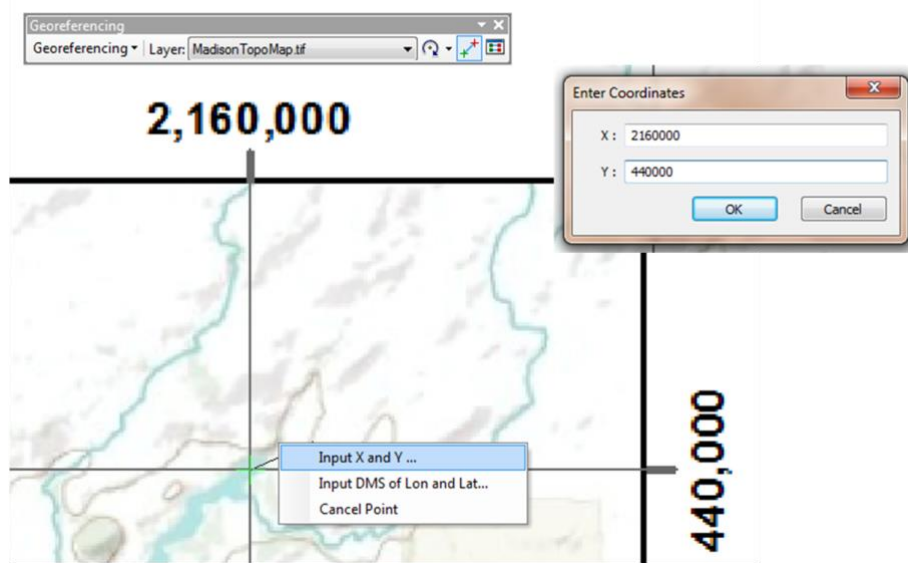 Georeferencing
Georeferencing Layer: MadisonTopoMap.tif
2,160,000
Enter Coordinates
X : 2160000
Y : 440000
OK Cancel
Input X and Y ...
Input DMS of Lon and Lat...
Cancel Point
440,000